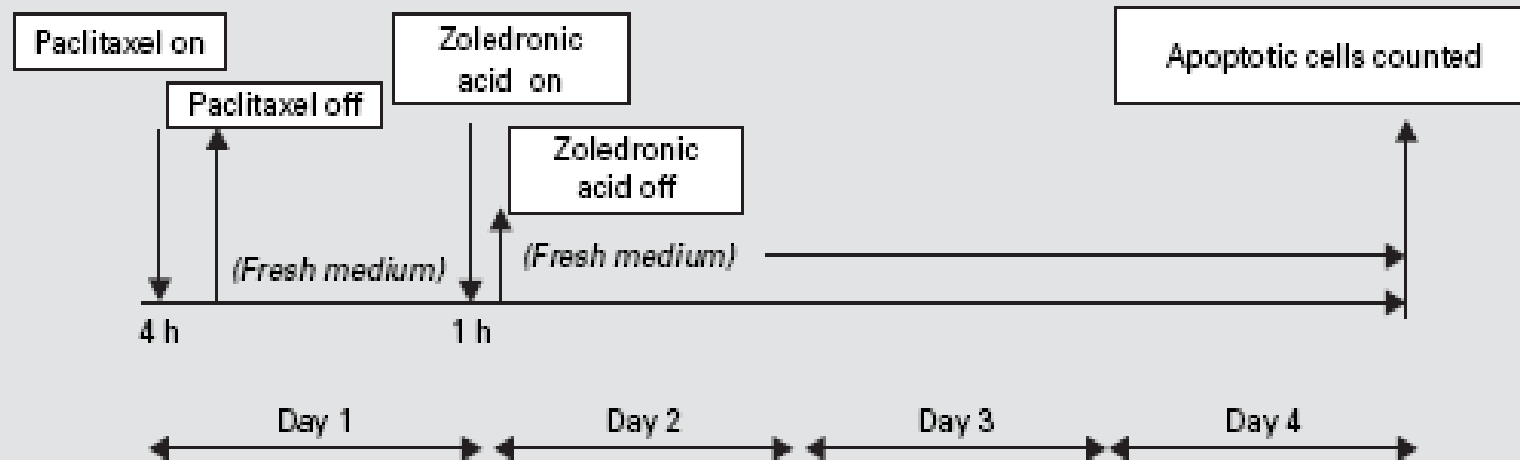 Paclitaxel on
Paclitaxel off
Zoledronic
acid on
Zoledronic
acid off
Apoptotic cells counted
(Fresh medium)
(Fresh medium)
4 h
1 h
Day 1
Day 2
Day 3
Day 4